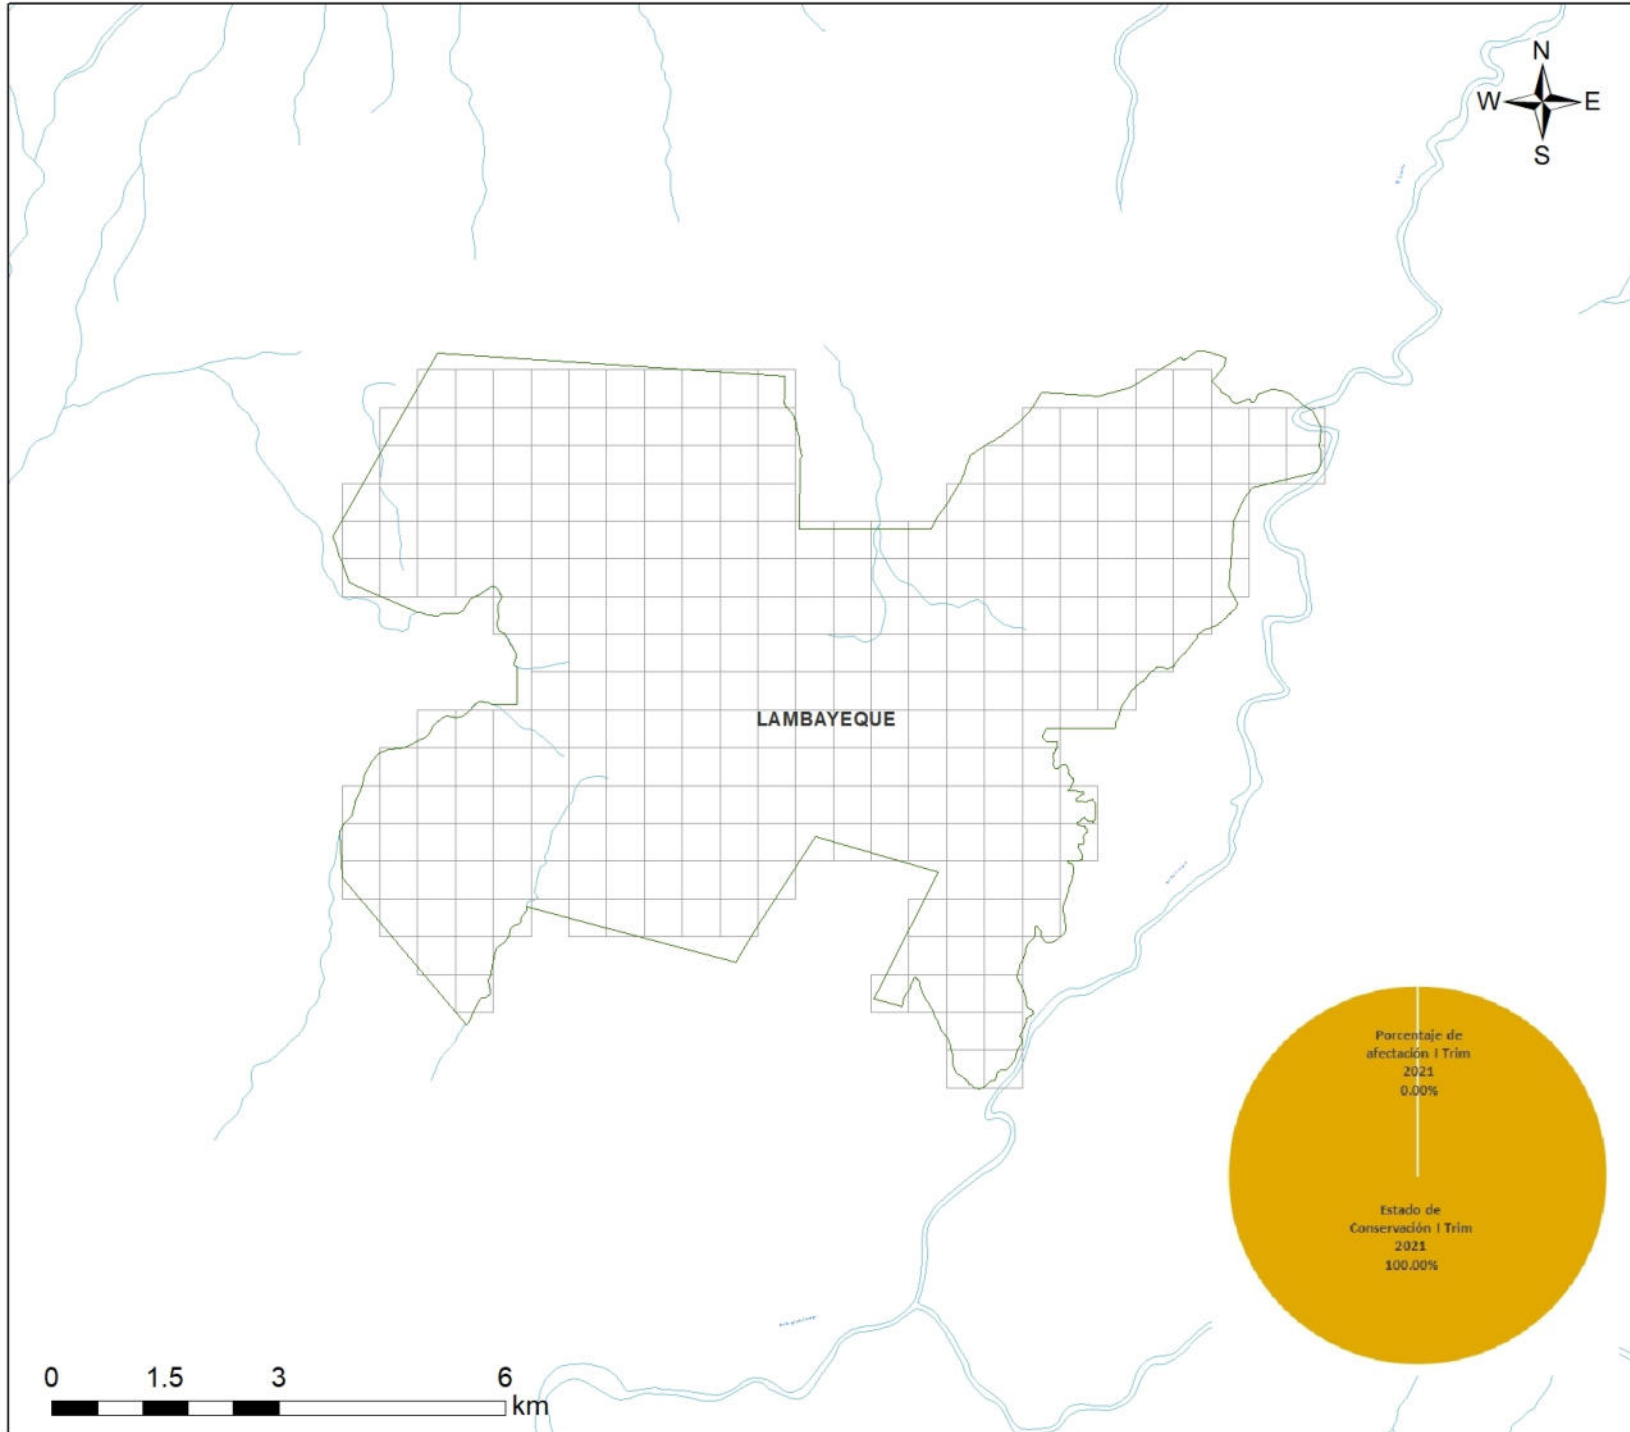 N
W E
S
LAMBAYEQUE
Porcentaje de
afectación I Trim
2021
0.00%
Estado de
Conservación I Trim
2021
100.00%
0 1.5 3 6
km